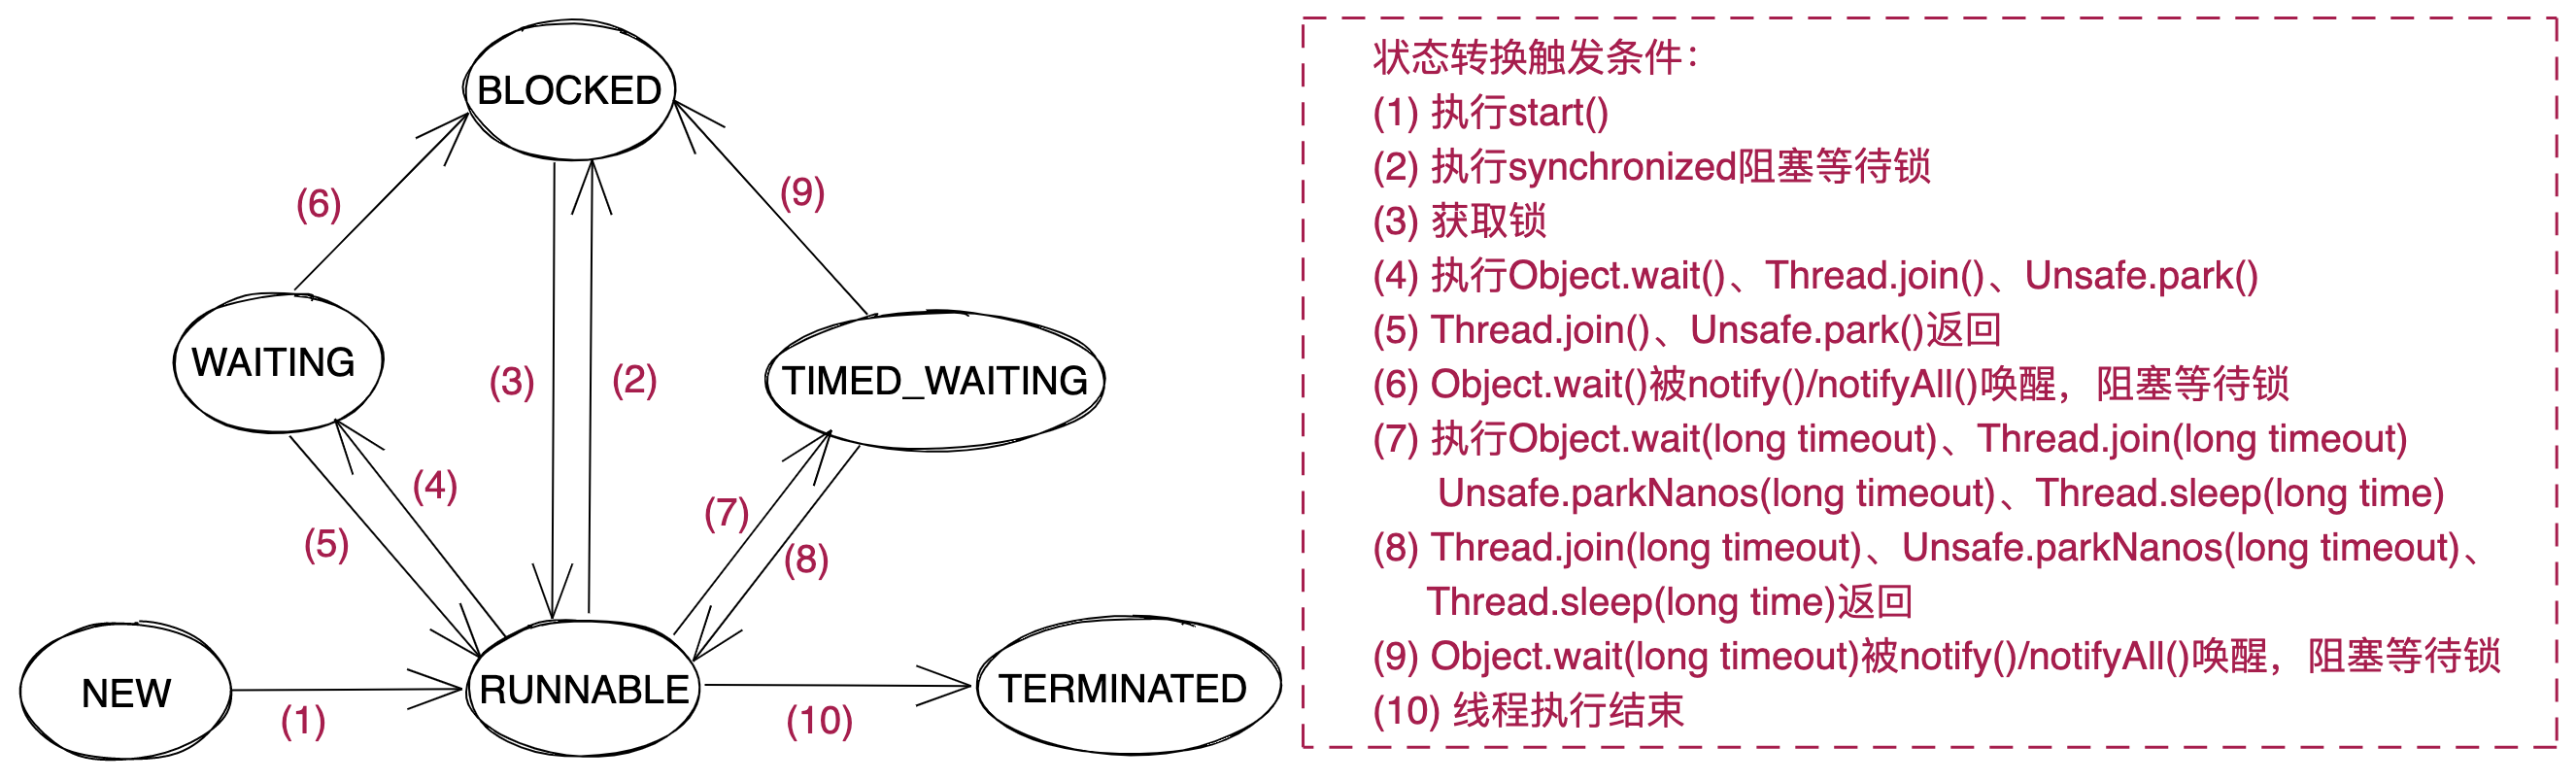 BLOCKED
(6)
(9)
WAITING
(3)
(2)
TIMED_WAITING
(4)
(5)
(7)
(8)
NEW
(1)
RUNNABLE
(10)
TERMINATED
状态转换触发条件：
(1) 执行start()
(2) 执行synchronized阻塞等待锁
(3) 获取锁
(4) 执行Object.wait()、Thread.join()、Unsafe.park()
(5) Thread.join()、Unsafe.park()返回
(6) Object.wait()被notify()/notifyAll()唤醒，阻塞等待锁
(7) 执行Object.wait(long timeout)、Thread.join(long timeout)
Unsafe.parkNanos(long timeout)、Thread.sleep(long time)
(8) Thread.join(long timeout)、Unsafe.parkNanos(long timeout)、
Thread.sleep(long time)返回
(9) Object.wait(long timeout)被notify()/notifyAll()唤醒，阻塞等待锁
(10) 线程执行结束